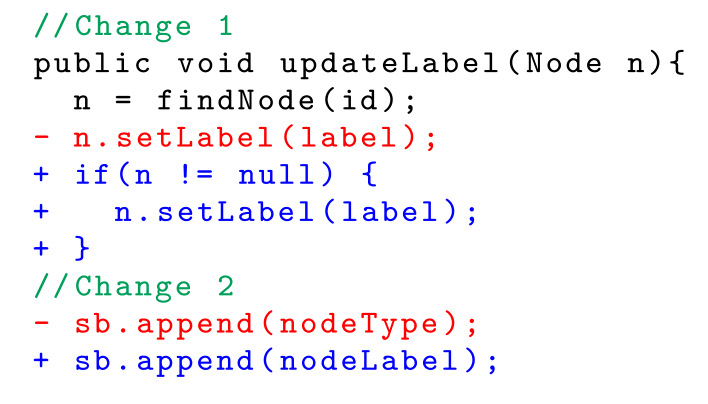 //Change 1
public void updateLabel(Node n){
  n = findNode(id);
- n.setLabel(label);
+ if(n != null) {
+   n.setLabel(label);
+ }
//Change 2
- sb.append(nodeType);
+ sb.append(nodeLabel);